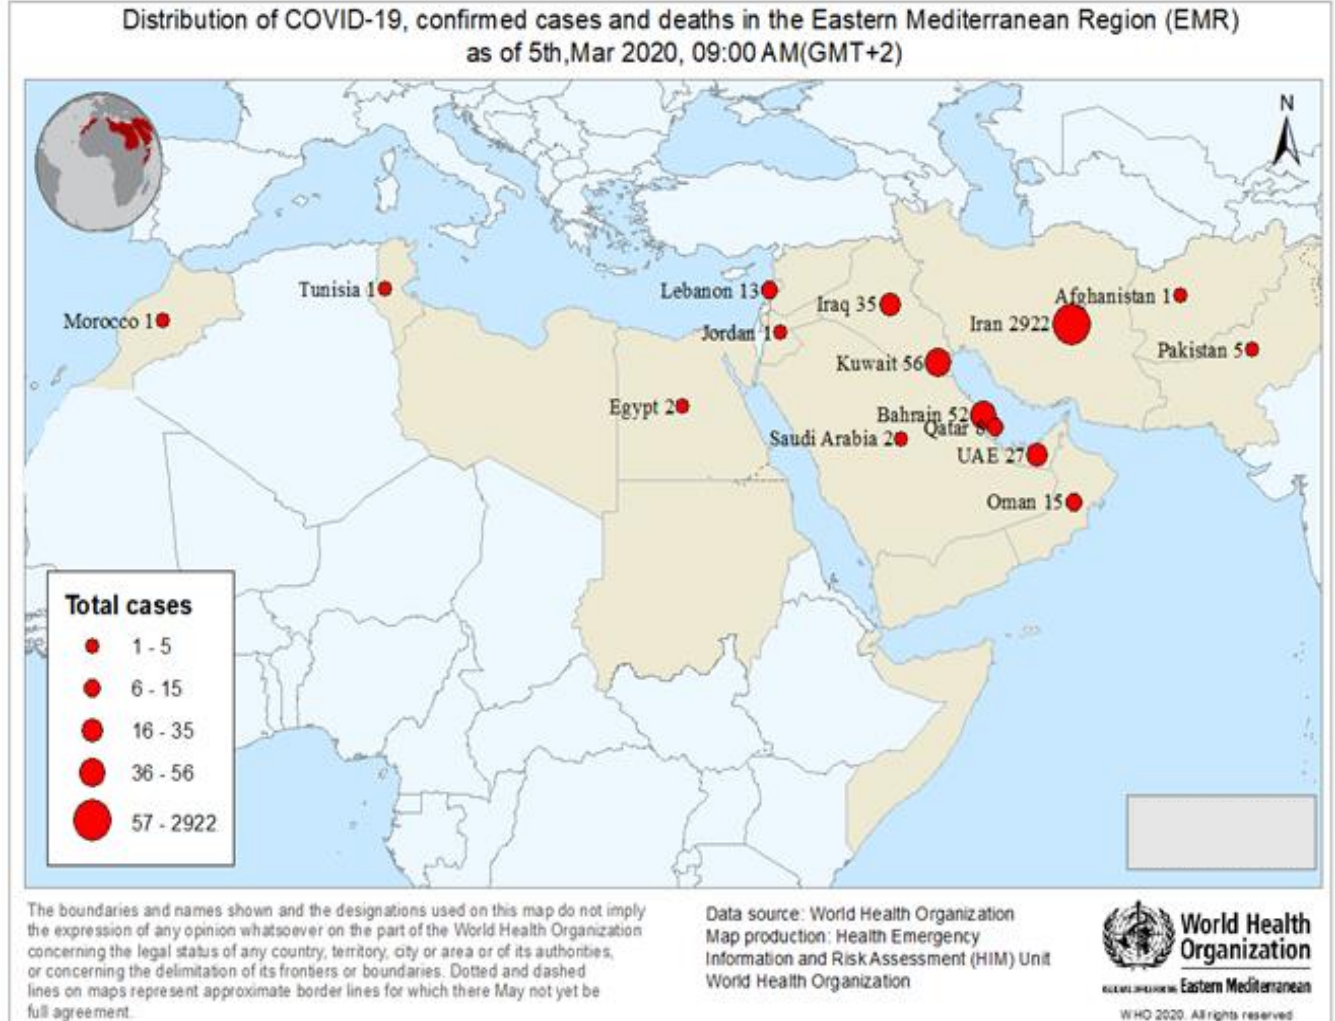 Distribution of COVID-19, confirmed cases and deaths in the Eastern Mediterranean Region (EMR)
as of 5th,Mar 2020, 09:00 AM(GMT+2)
N
Tunisia 1
Morocco 1
Lebanon 13
Iraq 35
Afghanistan 1
Iran 2922
Jordan 1
Pakistan 5
Kuwait 56
Egypt 2
Bahrain 52
Qatar 8
Saudi Arabia 2
UAE 27
Oman 15
Total cases
1 - 5
6 - 15
16 - 35
36 - 56
57 - 2922
The boundaries and names shown and the designations used on this map do not imply
the expression of any opinion whatsoever on the part of the World Health Organization
concerning the legal status of any country, territory, city or area or of its authorities,
or concerning the delimitation of its frontiers or boundaries. Dotted and dashed
lines on maps represent approximate border lines for which there May not yet be
full agreement.
Data source: World Health Organization
Map production: Health Emergency
Information and Risk Assessment (HIM) Unit
World Health Organization
World Health
Organization
Eastern Mediterranean
WHO 2020. All rights reserved